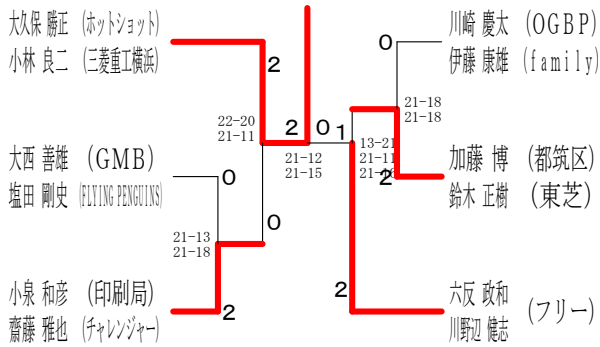 大久保 勝正 (ホットショット)
小林 良二 (三菱重工横浜)
2
22-20
21-11
大西 善雄 (GMB)
塩田 剛史 (FLYING PENGUINS)
0
0
21-13
21-18
小泉 和彦 (印刷局)
齋藤 雅也 (チャレンジャー)
2
2 0
21-12
21-15
川崎 慶太 (OGBP)
伊藤 康雄 (family)
0
21-18
21-18
加藤 博 (都筑区)
鈴木 正樹 (東芝)
2
1
13-21
21-11
2
六反 政和
川野辺 健志
(フリー)